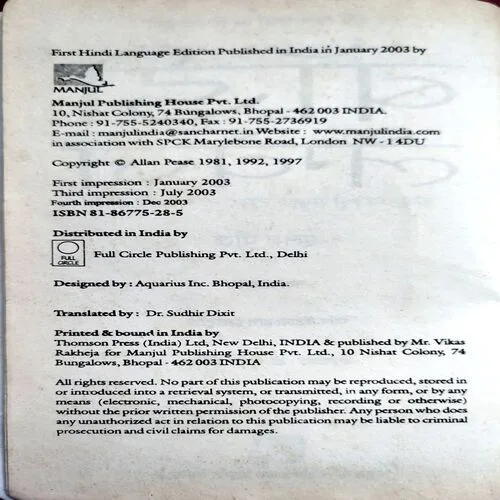 First Hindi Language Edition Published in India in January 2003 by
MANJUL
Manjul Publishing House Pvt. Ltd.
10, Nishat Colony, 74 Bungalows, Bhopal - 462 003 INDIA.
Phone : 91-755-5240340, Fax : 91-755-2736919
E-mail : manjulindia@sancharnet.in Website : www.manjulindia.com
in association with SPCK Marylebone Road, London NW - 1 4DU
Copyright © Allan Pease 1981, 1992, 1997
First impression : January 2003
Third impression : July 2003
Fourth impression : Dec 2003
ISBN 81-86775-28-5
Distributed in India by
FULL
CIRCLE
Full Circle Publishing Pvt. Ltd., Delhi
Designed by : Aquarius Inc. Bhopal, India.
Translated by : Dr. Sudhir Dixit
Printed & bound in India by
Thomson Press (India) Ltd, New Delhi, INDIA & published by Mr. Vikas
Rakheja for Manjul Publishing House Pvt. Ltd., 10 Nishat Colony, 74
Bungalows, Bhopal - 462 003 INDIA
All rights reserved. No part of this publication may be reproduced, stored in
or introduced into a retrieval system, or transmitted, in any form, or by any
means (electronic, mechanical, photocopying, recording or otherwise)
without the prior written permission of the publisher. Any person who does
any unauthorized act in relation to this publication may be liable to criminal
prosecution and civil claims for damages.